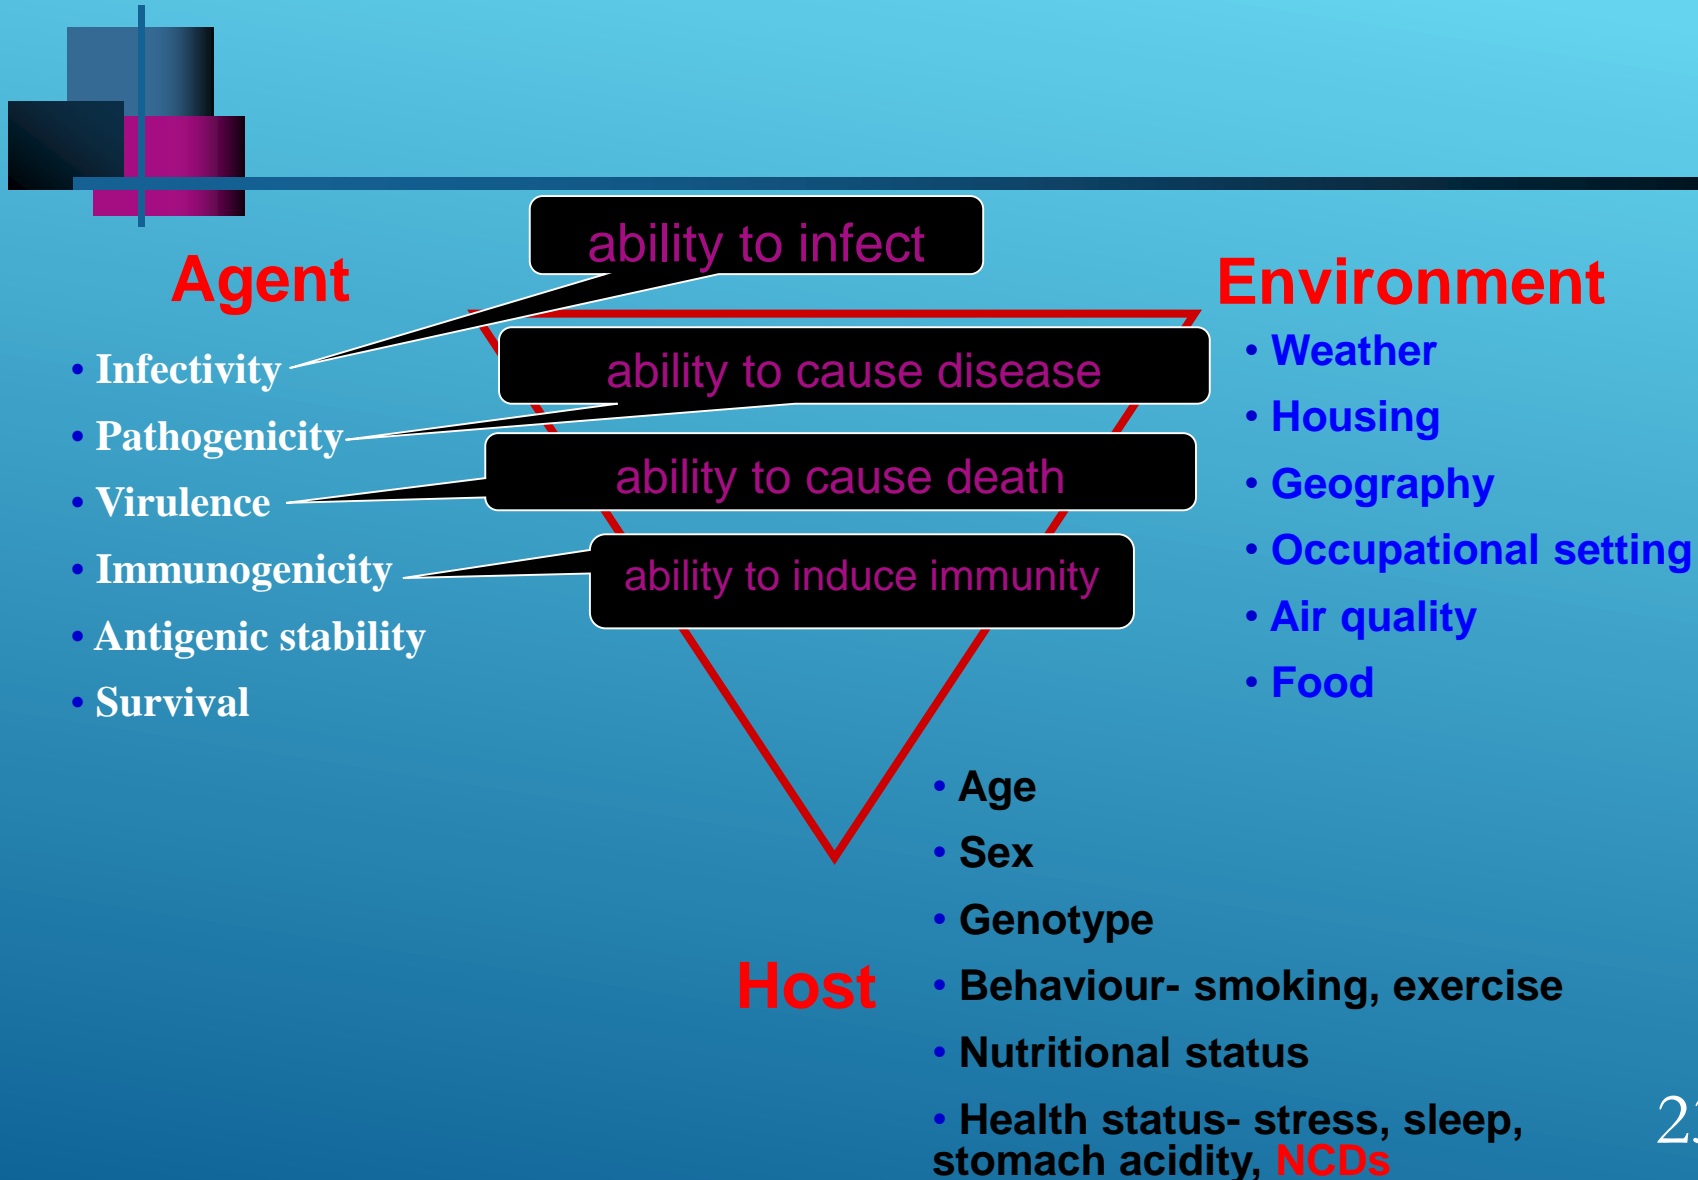 Agent
• Infectivity
• Pathogenicity
• Virulence
• Immunogenicity
• Antigenic stability
• Survival
ability to infect
ability to cause disease
ability to cause death
ability to induce immunity
Environment
• Weather
• Housing
• Geography
• Occupational setting
• Air quality
• Food
Host
• Age
• Sex
• Genotype
• Behaviour- smoking, exercise
• Nutritional status
• Health status- stress, sleep,
stomach acidity, NCDs